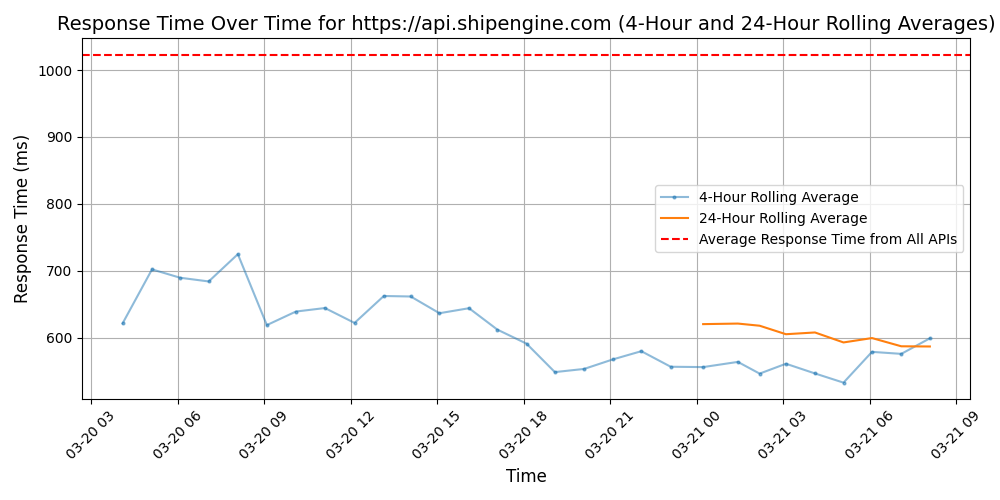 Response Time Over Time for https://api.shipengine.com (4-Hour and 24-Hour Rolling Averages)
Response Time (ms)
1000
900
800
700
600
4-Hour Rolling Average
24-Hour Rolling Average
Average Response Time from All APIs
03-20 03
03-20 06
03-20 09
03-20 12
03-20 15
03-20 18
03-20 21
03-21 00
03-21 03
03-21 06
03-21 09
Time